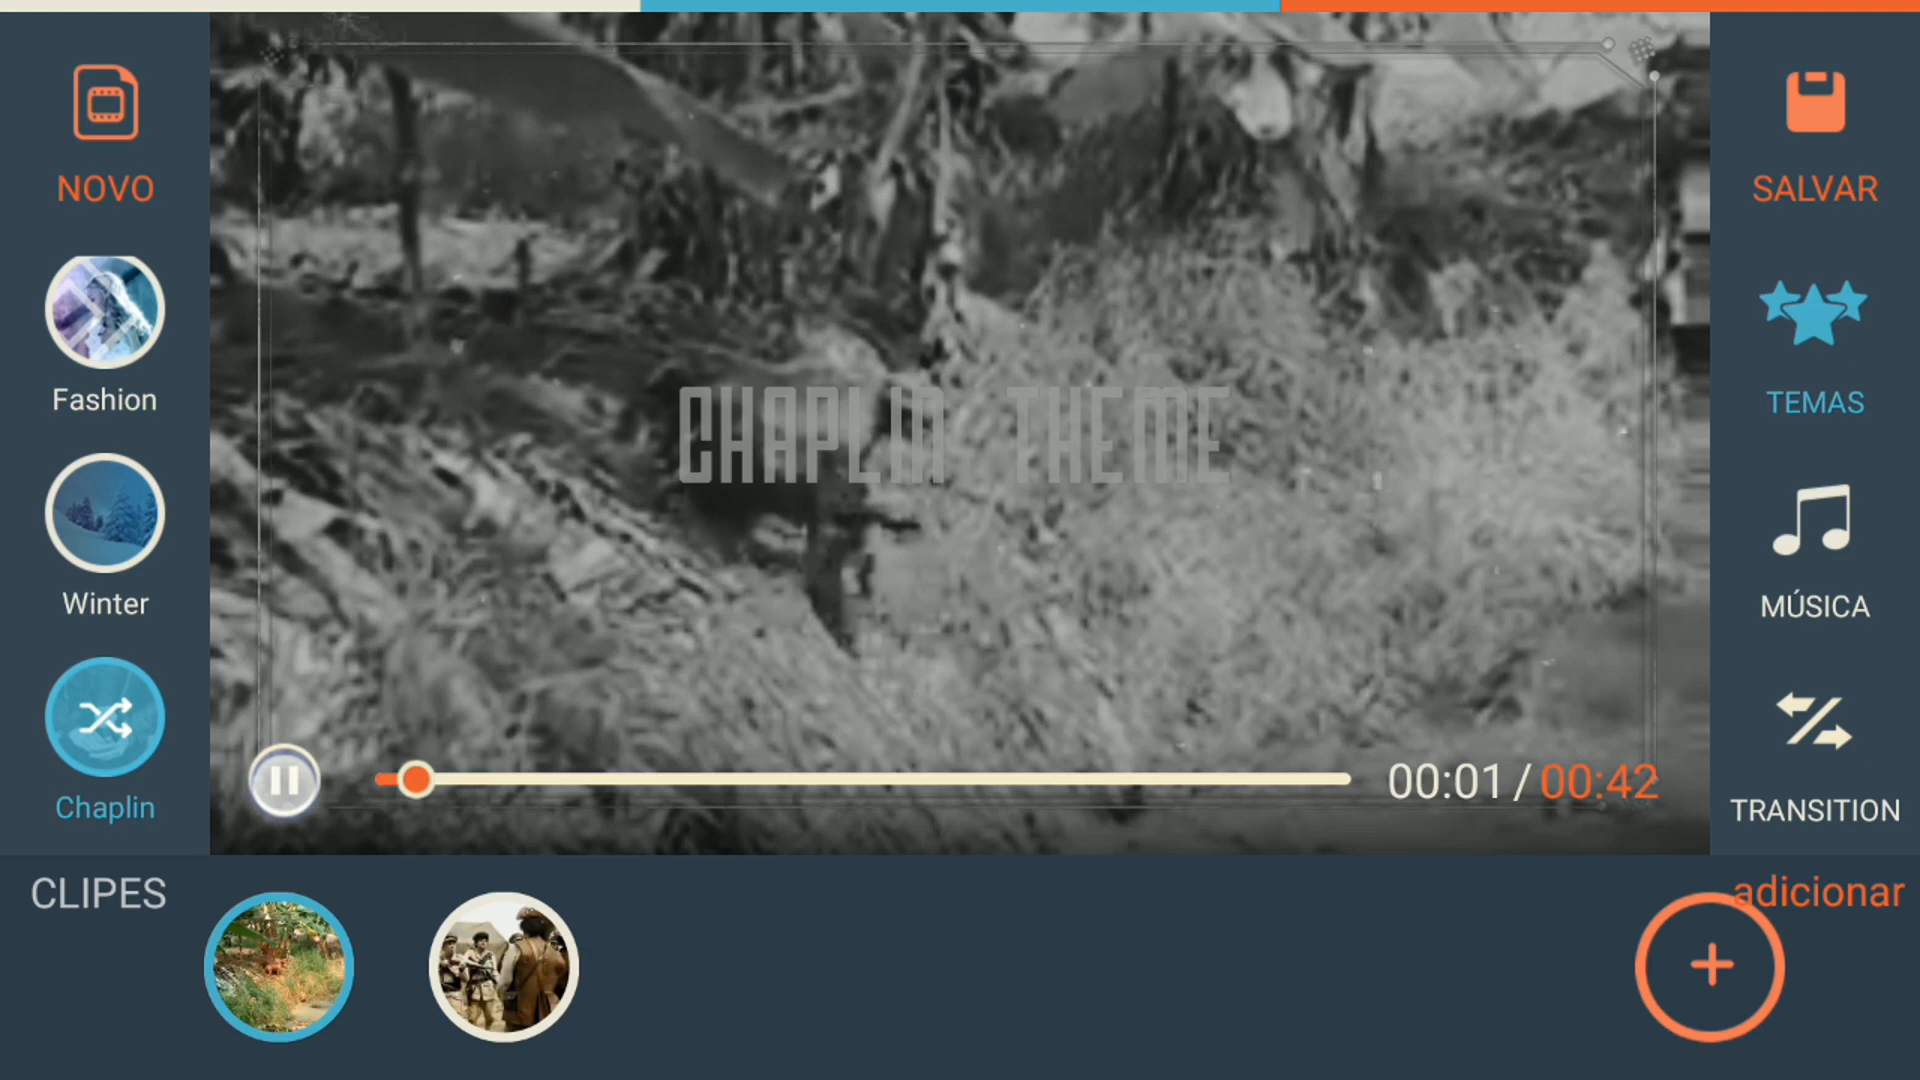 NOVO
SALVAR
Fashion
TEMAS
CHAPLIN THEME
Winter
MÚSICA
00:01 / 00:42
Chaplin
TRANSITION
CLIPES
adicionar